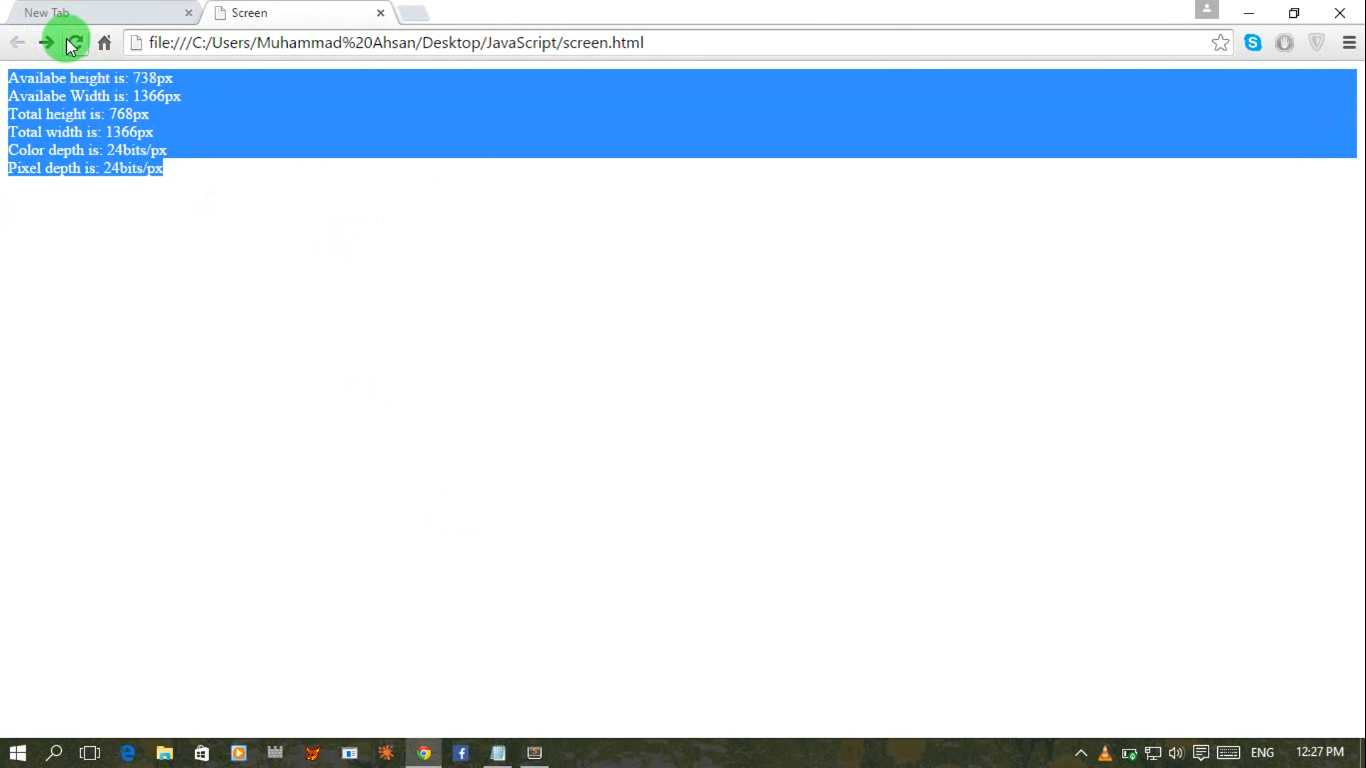 New Tab
Screen
file:///C:/Users/Muhammad%20Ahsan/Desktop/JavaScript/screen.html
Availabe height is: 738px
Availabe Width is: 1366px
Total height is: 768px
Total width is: 1366px
Color depth is: 24bits/px
Pixel depth is: 24bits/px
ENG
12:27 PM